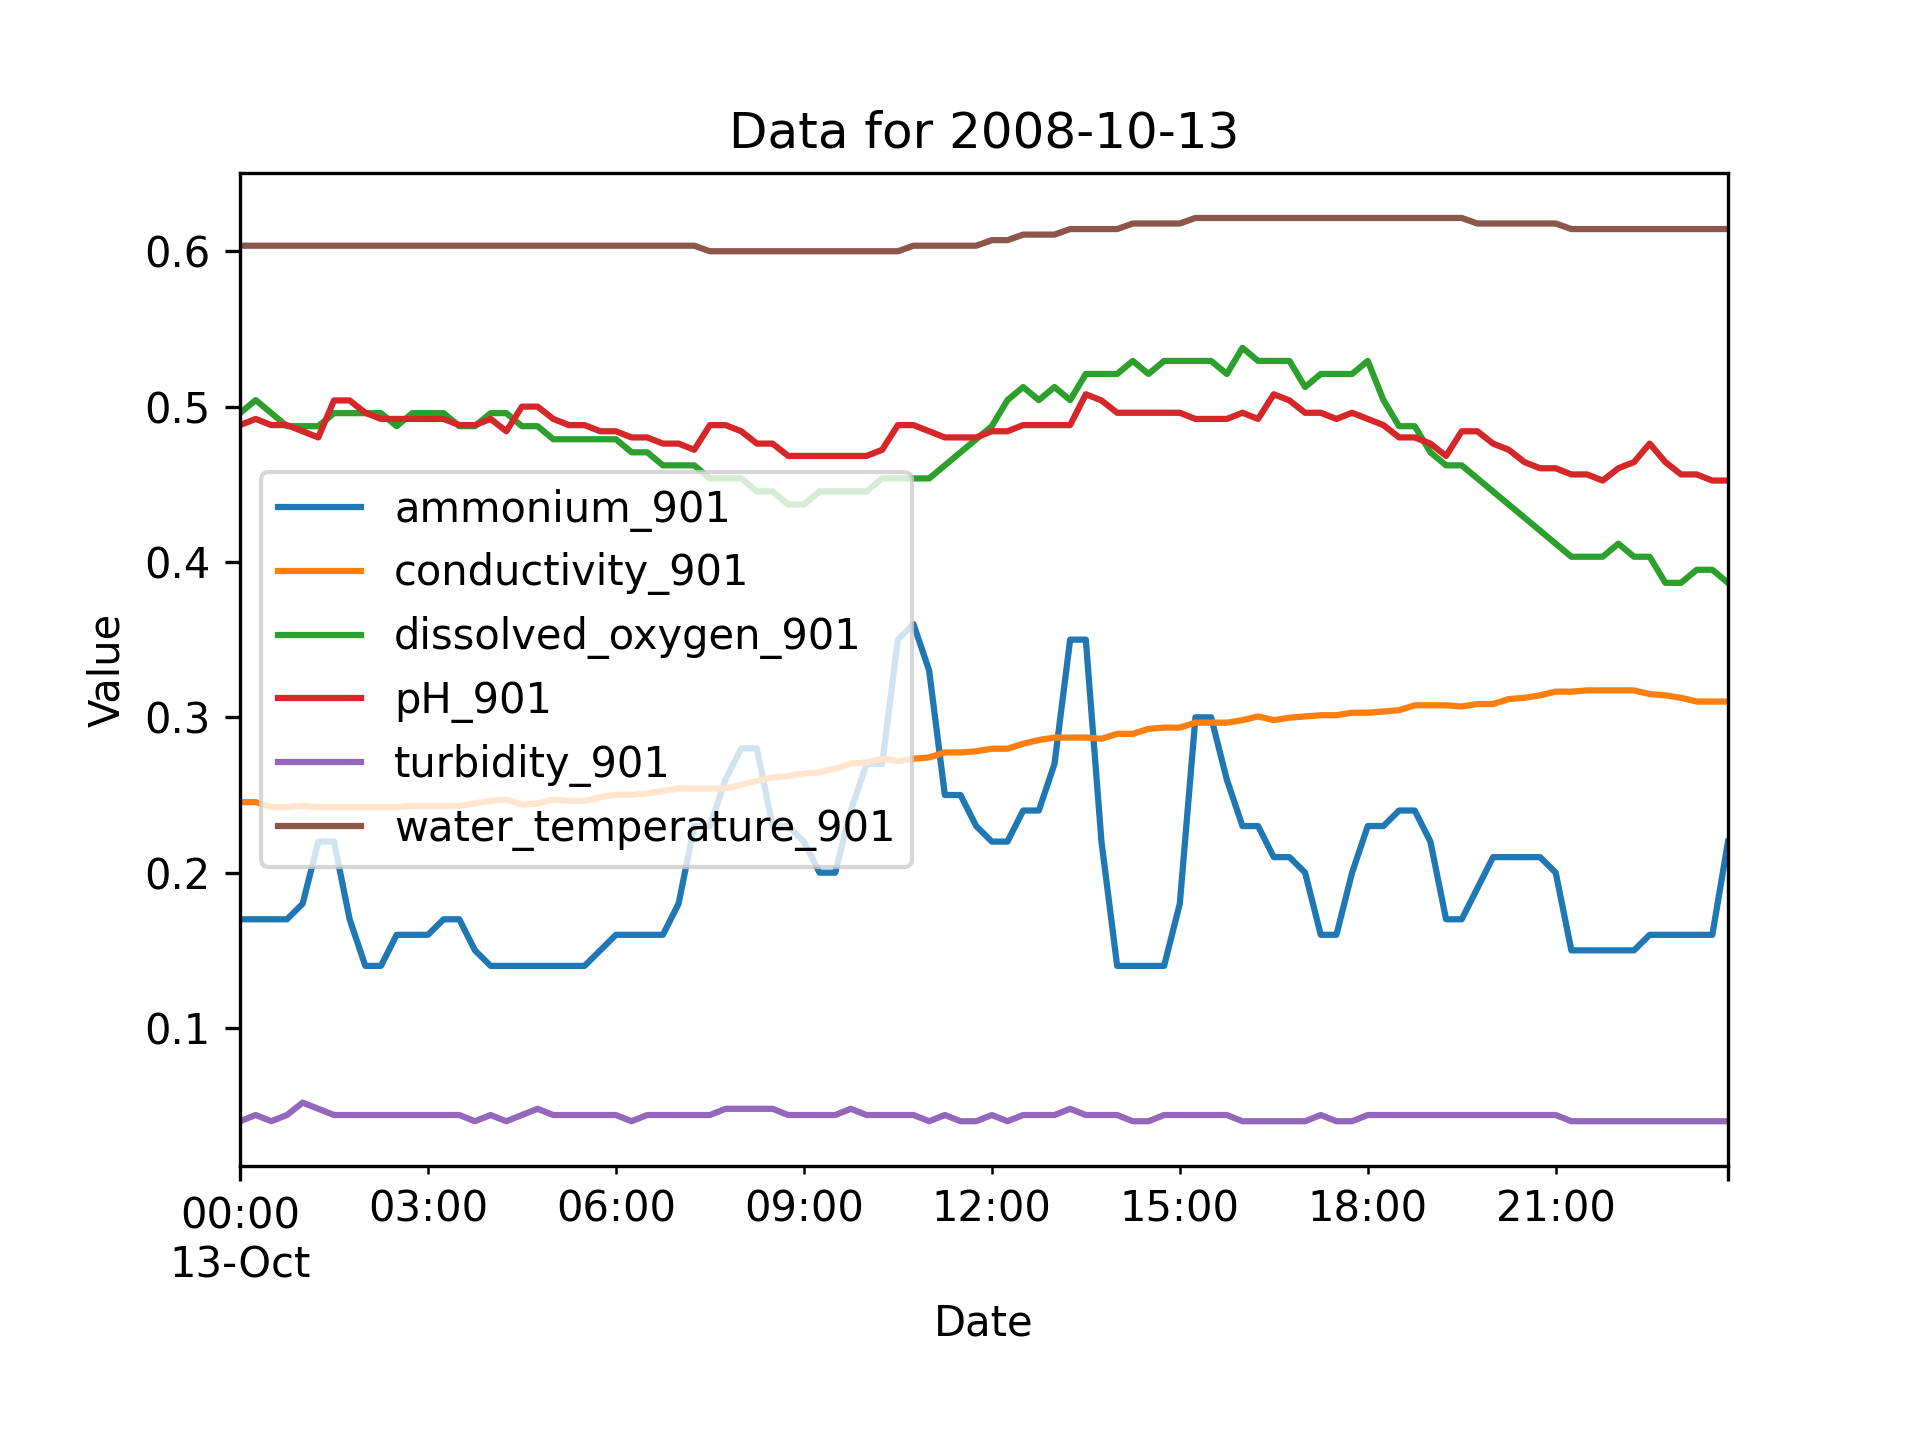 Data for 2008-10-13
Value
0.6
0.5
0.4
0.3
0.2
0.1
ammonium_901
conductivity_901
dissolved_oxygen_901
pH_901
turbidity_901
water_temperature_901
00:00 03:00 06:00 09:00 12:00 15:00 18:00 21:00
13-Oct
Date